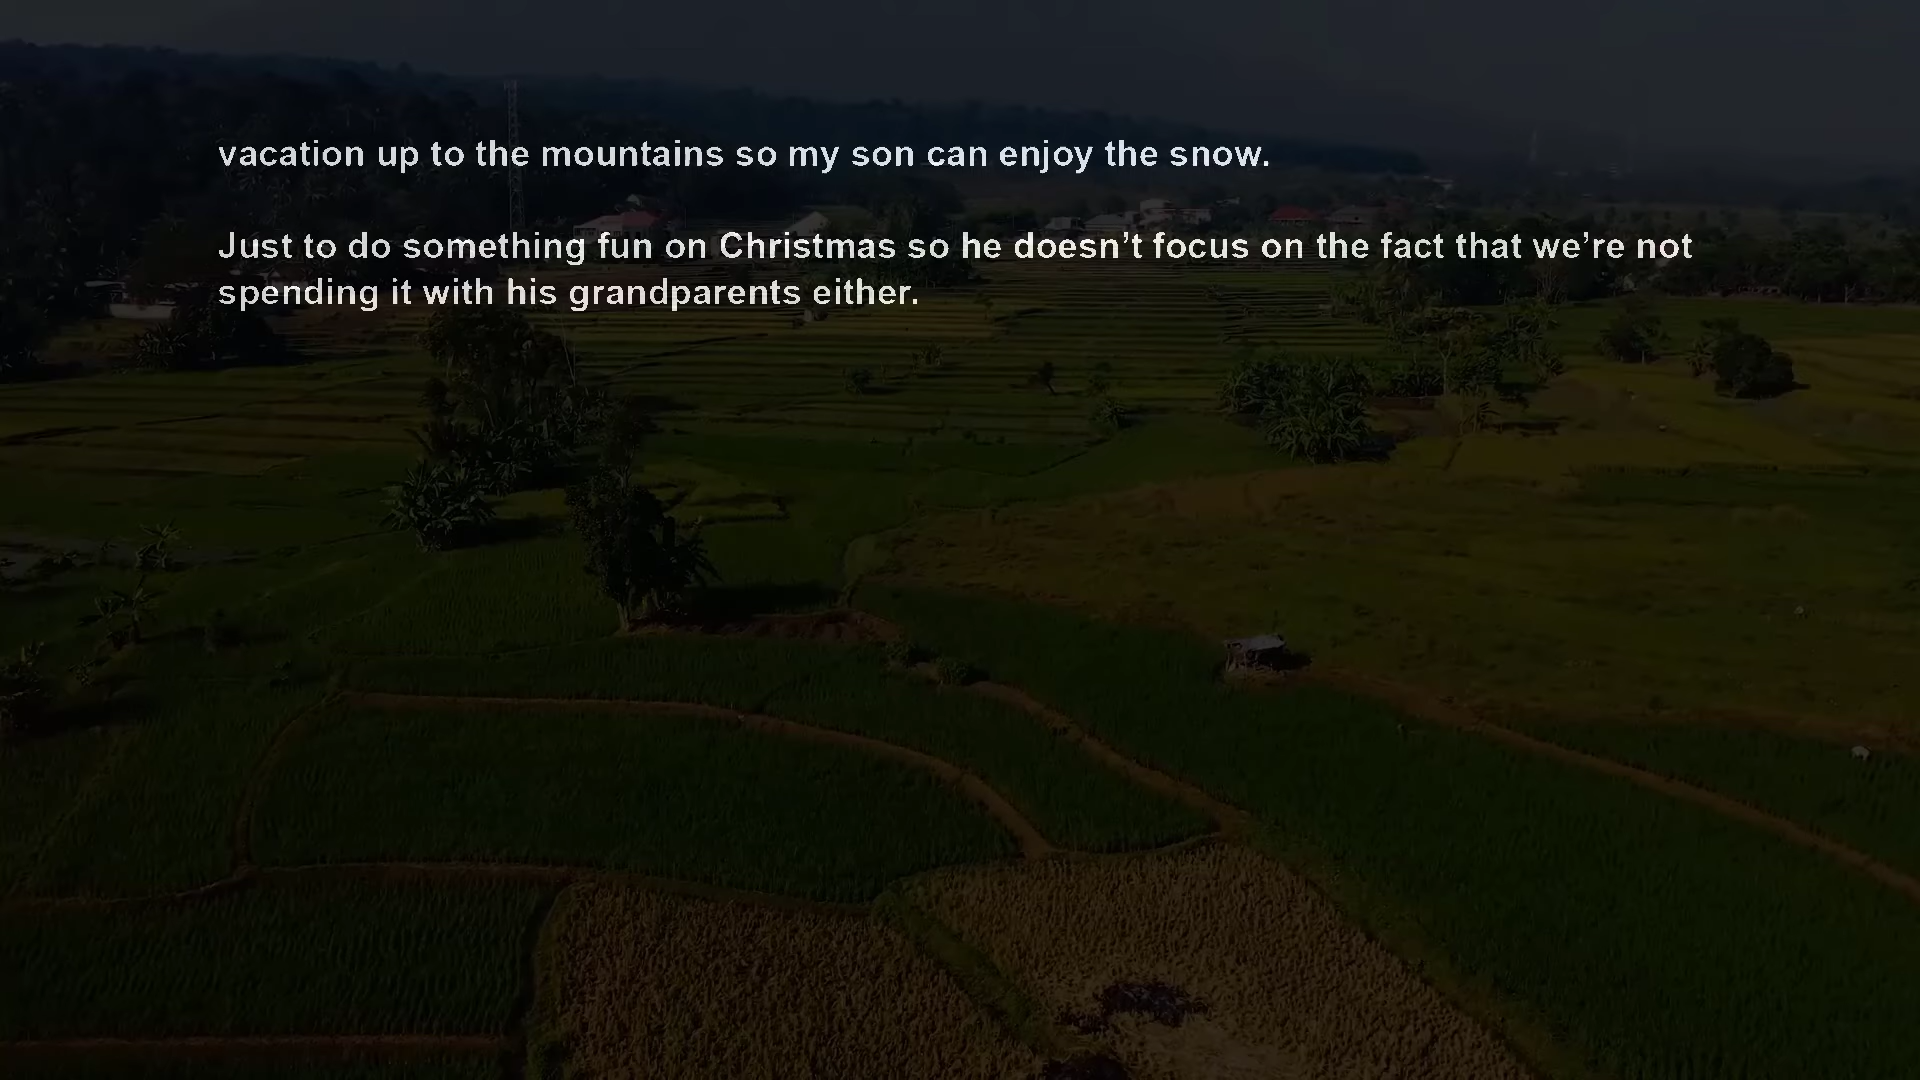 vacation up to the mountains so my son can enjoy the snow.
Just to do something fun on Christmas so he doesn’t focus on the fact that we’re not
spending it with his grandparents either.